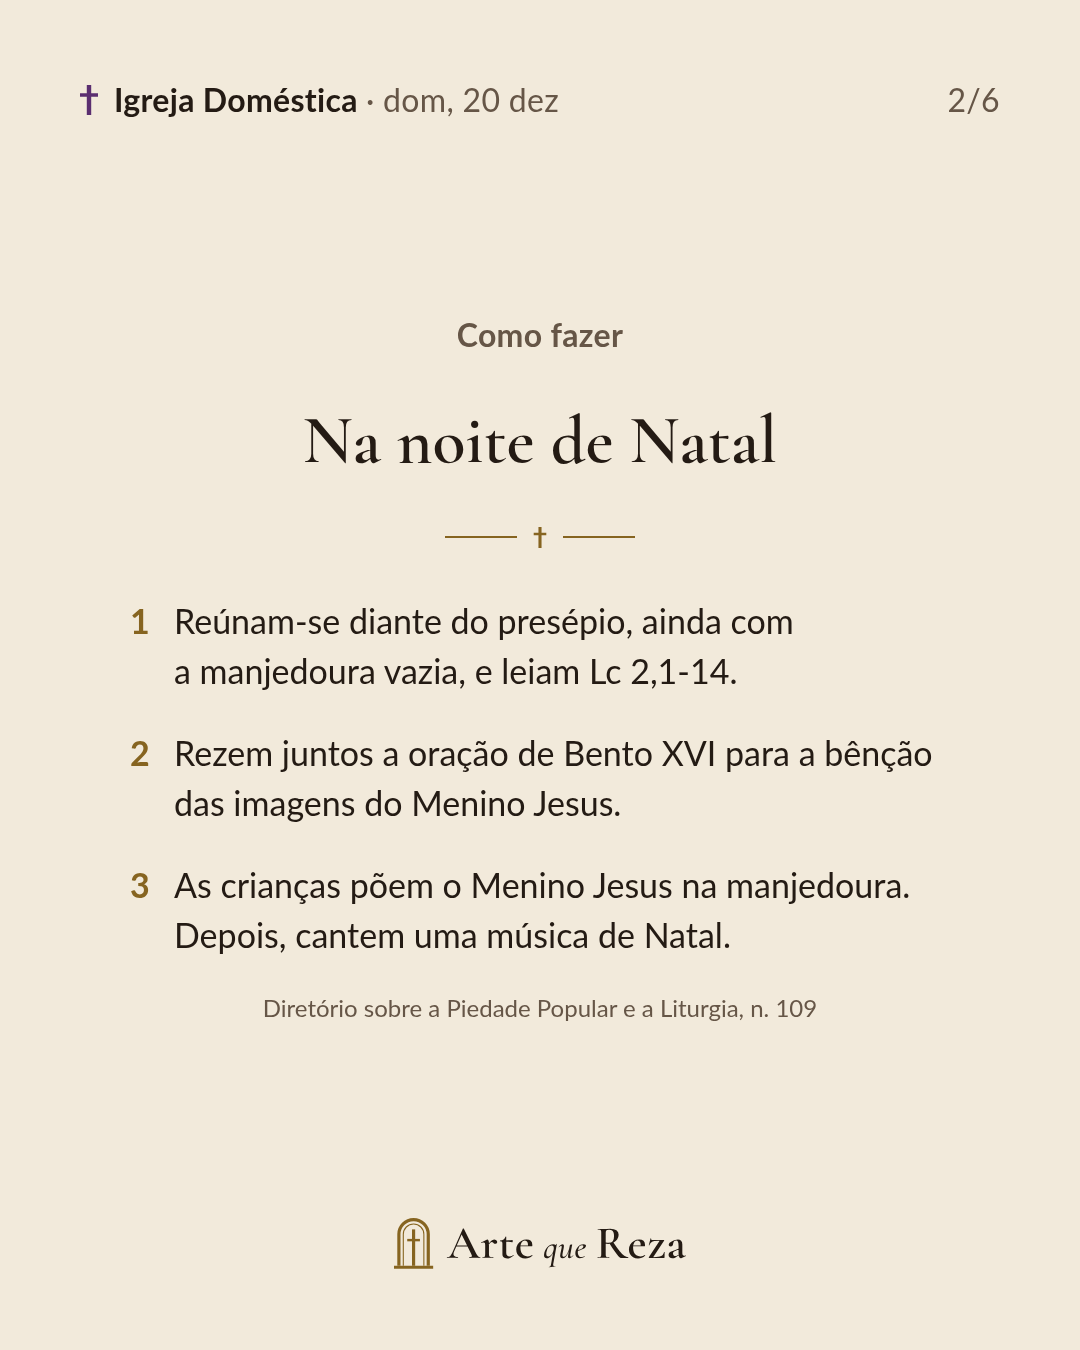 † Igreja Doméstica · dom, 20 dez
2/6
Como fazer
Na noite de Natal
†
1 Reúnam-se diante do presépio, ainda com
a manjedoura vazia, e leiam Lc 2,1-14.
2 Rezem juntos a oração de Bento XVI para a bênção
das imagens do Menino Jesus.
3 As crianças põem o Menino Jesus na manjedoura.
Depois, cantem uma música de Natal.
Diretório sobre a Piedade Popular e a Liturgia, n. 109
Arte que Reza